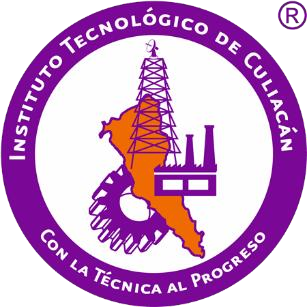 ®
INSTITUTO TECNOLÓGICO DE CULIACÁN
CON LA TÉCNICA AL PROGRESO